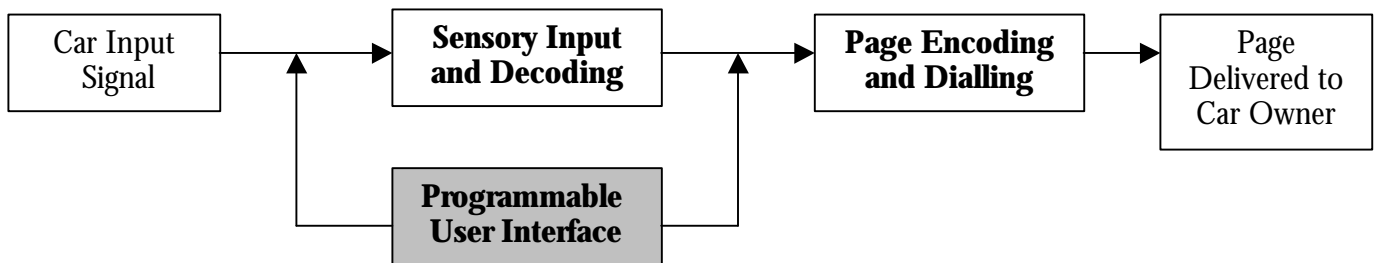 Car Input
Signal
Sensory Input
and Decoding
Page Encoding
and Dialling
Page
Delivered to
Car Owner
Programmable
User Interface